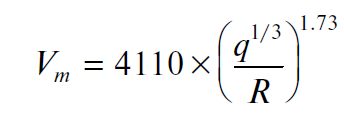 V_m = 4110 × (q^{1/3} / R)^{1.73}